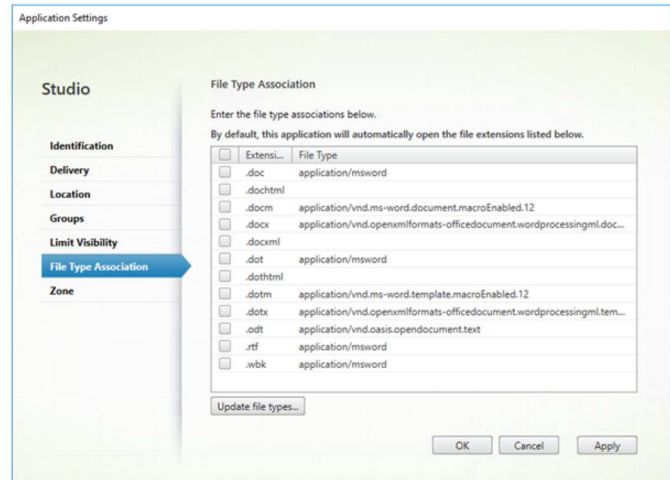 Application Settings
Studio
Identification
Delivery
Location
Groups
Limit Visibility
File Type Association
Zone
File Type Association
Enter the file type associations below.
By default, this application will automatically open the file extensions listed below.
Extensi... File Type
.doc application/msword
.dochtml
.docm application/vnd.ms-word.document.macroEnabled.12
.docx application/vnd.openxmlformats-officedocument.wordprocessingml.doc...
.docxml
.dot application/msword
.dothtml
.dotm application/vnd.ms-word.template.macroEnabled.12
.dotx application/vnd.openxmlformats-officedocument.wordprocessingml.tem...
.odt application/vnd.oasis.opendocument.text
.rtf application/msword
.wbk application/msword
Update file types...
OK Cancel Apply